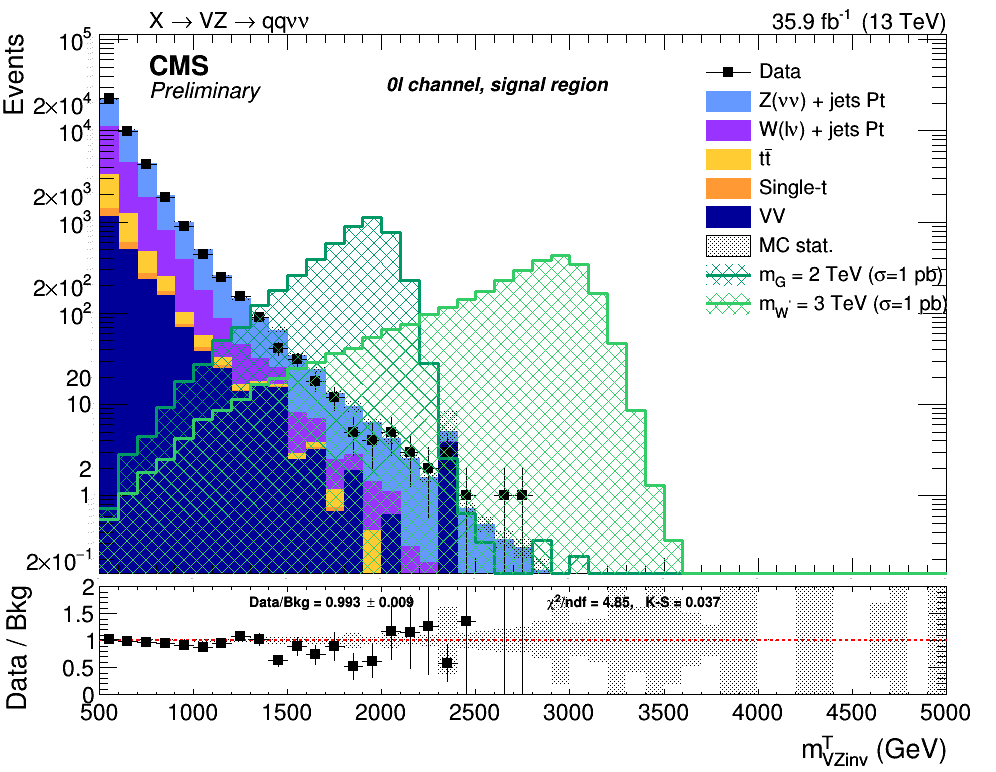 X → VZ → qqνν
35.9 fb⁻¹ (13 TeV)
Events
CMS
Preliminary
0l channel, signal region
Data
Z(νν) + jets Pt
W(lν) + jets Pt
tt̄
Single-t
VV
MC stat.
m_G = 2 TeV (σ=1 pb)
m_W' = 3 TeV (σ=1 pb)
10⁵
2×10⁴
10⁴
2×10³
10³
2×10²
10²
20
10
2
1
2×10⁻¹
Data / Bkg
2
1.5
1
0.5
0
Data/Bkg = 0.993 ± 0.009
χ²/ndf = 4.85, K-S = 0.037
500 1000 1500 2000 2500 3000 3500 4000 4500 5000
m^T_VZinv (GeV)